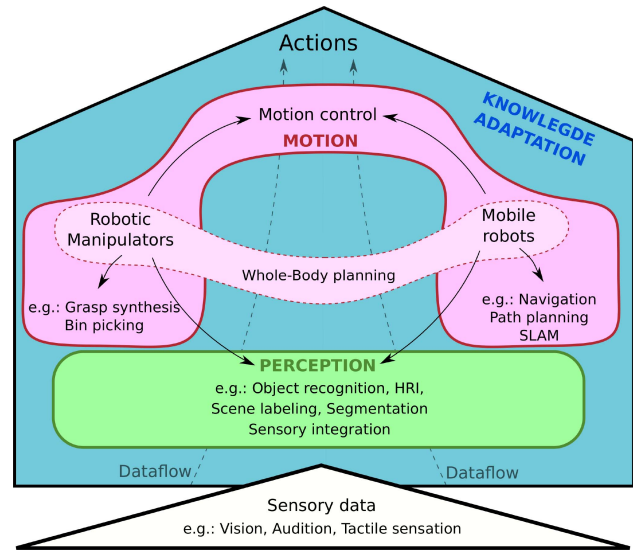 Actions
KNOWLEGDE
ADAPTATION
Motion control
MOTION
Robotic
Manipulators
Mobile
robots
Whole-Body planning
e.g.: Grasp synthesis
Bin picking
e.g.: Navigation
Path planning
SLAM
PERCEPTION
e.g.: Object recognition, HRI,
Scene labeling, Segmentation
Sensory integration
Dataflow
Dataflow
Sensory data
e.g.: Vision, Audition, Tactile sensation